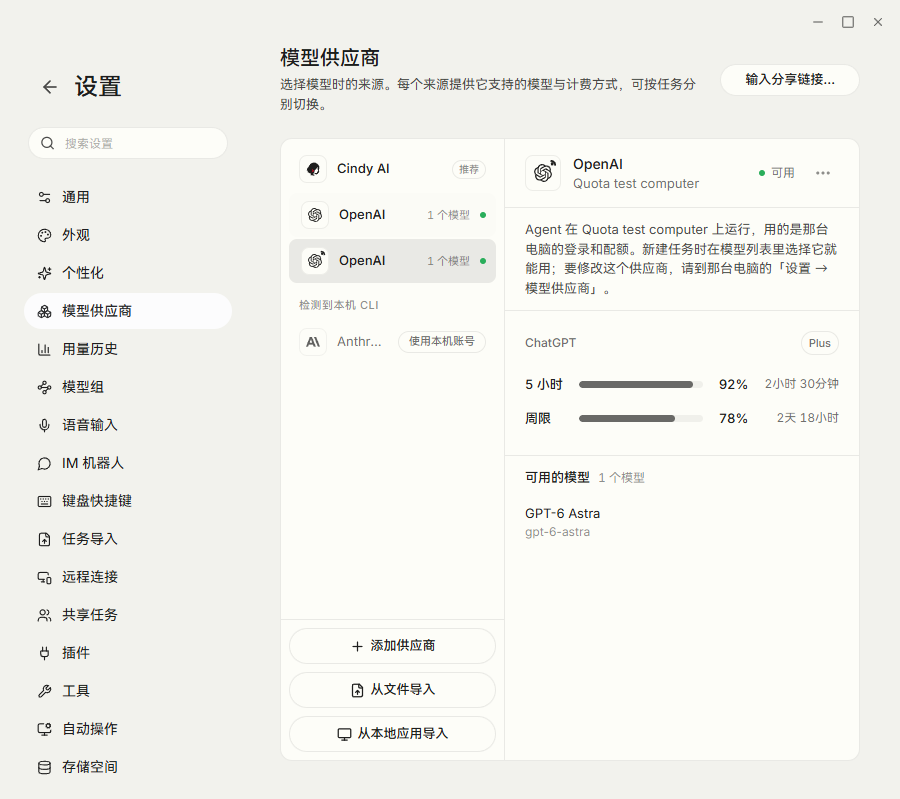 设置
搜索设置
通用
外观
个性化
模型供应商
用量历史
模型组
语音输入
IM 机器人
键盘快捷键
任务导入
远程连接
共享任务
插件
工具
自动操作
存储空间
模型供应商
选择模型时的来源。每个来源提供它支持的模型与计费方式，可按任务分
别切换。
输入分享链接...
Cindy AI 推荐
OpenAI 1 个模型
OpenAI 1 个模型
检测到本机 CLI
Anthr... 使用本机账号
添加供应商
从文件导入
从本地应用导入
OpenAI
Quota test computer
可用
Agent 在 Quota test computer 上运行，用的是那台
电脑的登录和配额。新建任务时在模型列表里选择它就
能用；要修改这个供应商，请到那台电脑的「设置 →
模型供应商」。
ChatGPT Plus
5 小时 92% 2小时 30分钟
周限 78% 2天 18小时
可用的模型 1 个模型
GPT-6 Astra
gpt-6-astra